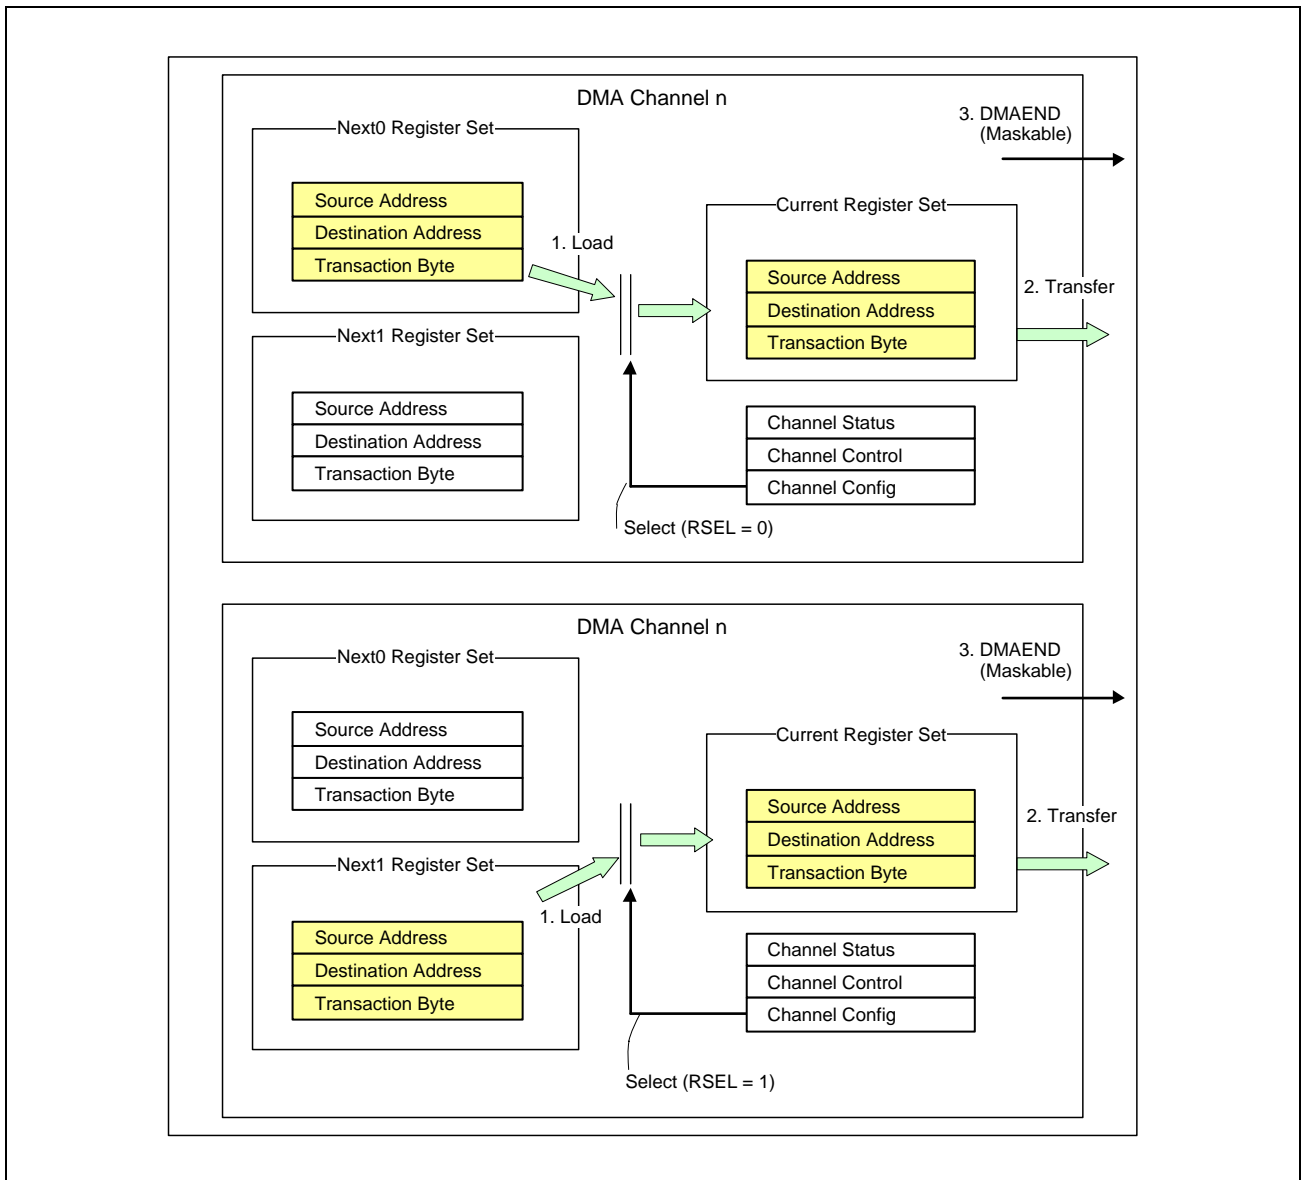 DMA Channel n
3. DMAEND
(Maskable)
Next0 Register Set
Source Address
Destination Address
Transaction Byte
1. Load
Current Register Set
Source Address
Destination Address
Transaction Byte
2. Transfer
Next1 Register Set
Source Address
Destination Address
Transaction Byte
Channel Status
Channel Control
Channel Config
Select (RSEL = 0)
DMA Channel n
3. DMAEND
(Maskable)
Next0 Register Set
Source Address
Destination Address
Transaction Byte
Current Register Set
Source Address
Destination Address
Transaction Byte
2. Transfer
Next1 Register Set
1. Load
Source Address
Destination Address
Transaction Byte
Channel Status
Channel Control
Channel Config
Select (RSEL = 1)